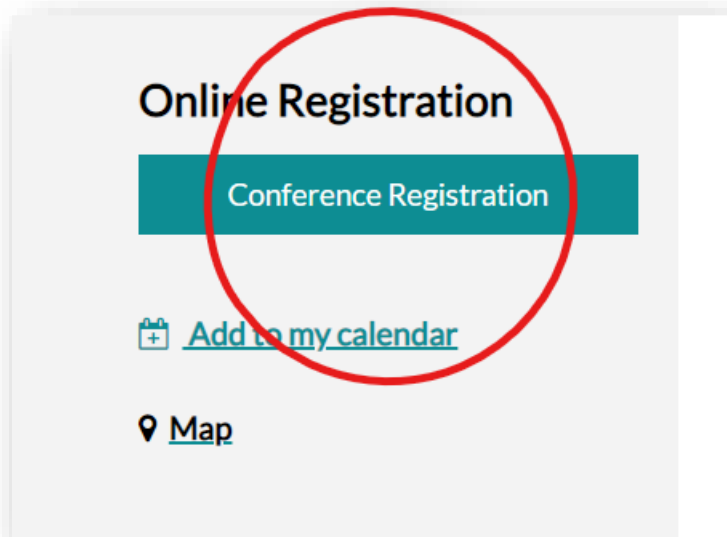 Online Registration
Conference Registration
Add to my calendar
Map